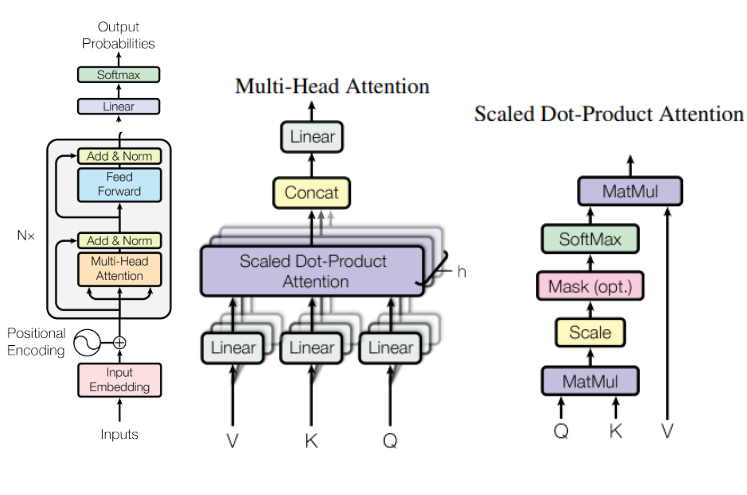 Output
Probabilities
Softmax
Linear
Add & Norm
Feed
Forward
Nx
Add & Norm
Multi-Head
Attention
Positional
Encoding
Input
Embedding
Inputs
Multi-Head Attention
Linear
Concat
Scaled Dot-Product
Attention
h
Linear
Linear
Linear
V
K
Q
Scaled Dot-Product Attention
MatMul
SoftMax
Mask (opt.)
Scale
MatMul
Q
K
V